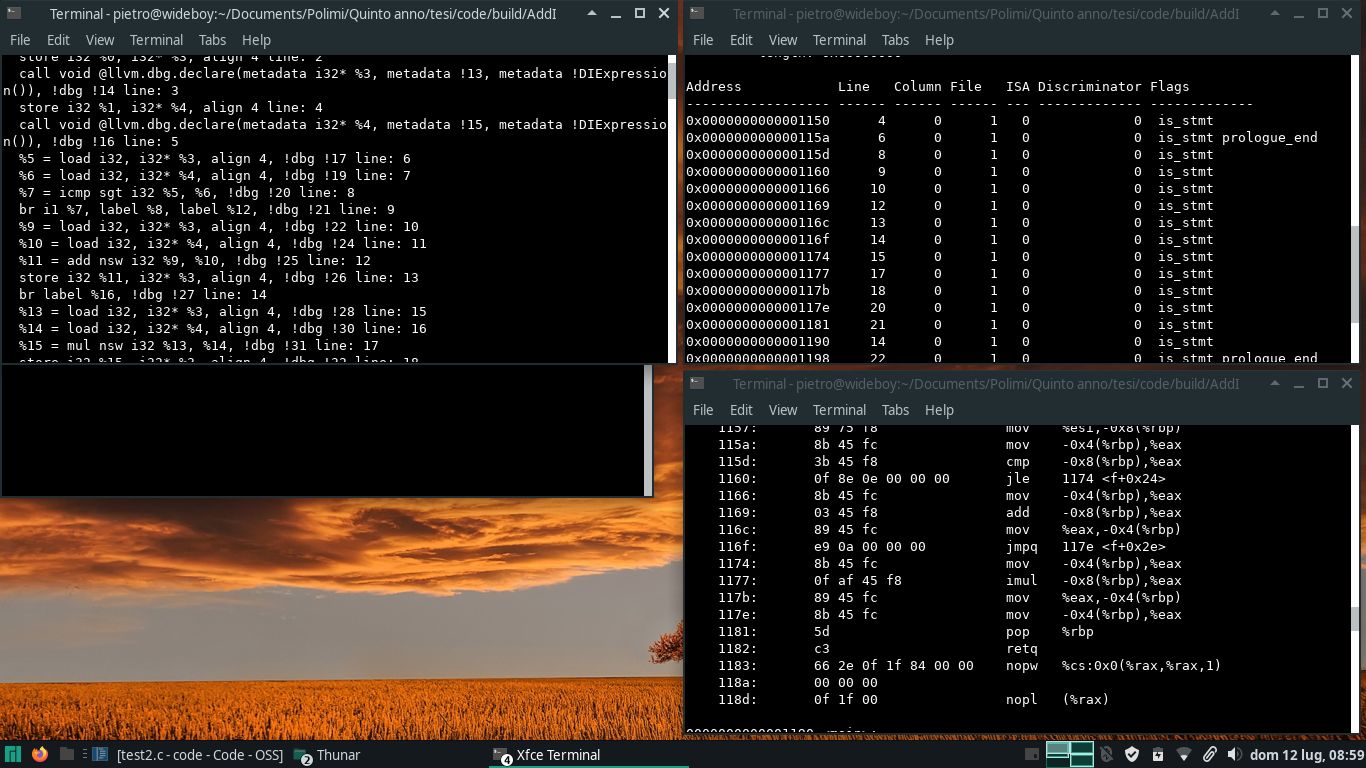 Terminal - pietro@wideboy:~/Documents/Polimi/Quinto anno/tesi/code/build/AddI
File Edit View Terminal Tabs Help
store i32 %0, i32* %3, align 4 line: 2
call void @llvm.dbg.declare(metadata i32* %3, metadata !13, metadata !DIExpressio
n()), !dbg !14 line: 3
store i32 %1, i32* %4, align 4 line: 4
call void @llvm.dbg.declare(metadata i32* %4, metadata !15, metadata !DIExpressio
n()), !dbg !16 line: 5
%5 = load i32, i32* %3, align 4, !dbg !17 line: 6
%6 = load i32, i32* %4, align 4, !dbg !19 line: 7
%7 = icmp sgt i32 %5, %6, !dbg !20 line: 8
br i1 %7, label %8, label %12, !dbg !21 line: 9
%9 = load i32, i32* %3, align 4, !dbg !22 line: 10
%10 = load i32, i32* %4, align 4, !dbg !24 line: 11
%11 = add nsw i32 %9, %10, !dbg !25 line: 12
store i32 %11, i32* %3, align 4, !dbg !26 line: 13
br label %16, !dbg !27 line: 14
%13 = load i32, i32* %3, align 4, !dbg !28 line: 15
%14 = load i32, i32* %4, align 4, !dbg !30 line: 16
%15 = mul nsw i32 %13, %14, !dbg !31 line: 17
store i32 %15, i32* %3, align 4, !dbg !32 line: 18
Terminal - pietro@wideboy:~/Documents/Polimi/Quinto anno/tesi/code/build/AddI
File Edit View Terminal Tabs Help
Address Line Column File ISA Discriminator Flags
------------------ ------ ------ ------ --- ------------- -------------
0x0000000000001150 4 0 1 0 0 is_stmt
0x000000000000115a 6 0 1 0 0 is_stmt prologue_end
0x000000000000115d 8 0 1 0 0 is_stmt
0x0000000000001160 9 0 1 0 0 is_stmt
0x0000000000001166 10 0 1 0 0 is_stmt
0x0000000000001169 12 0 1 0 0 is_stmt
0x000000000000116c 13 0 1 0 0 is_stmt
0x000000000000116f 14 0 1 0 0 is_stmt
0x0000000000001174 15 0 1 0 0 is_stmt
0x0000000000001177 17 0 1 0 0 is_stmt
0x000000000000117b 18 0 1 0 0 is_stmt
0x000000000000117e 20 0 1 0 0 is_stmt
0x0000000000001181 21 0 1 0 0 is_stmt
0x0000000000001190 14 0 1 0 0 is_stmt
0x0000000000001198 22 0 1 0 0 is_stmt prologue_end
Terminal - pietro@wideboy:~/Documents/Polimi/Quinto anno/tesi/code/build/AddI
File Edit View Terminal Tabs Help
1157: 89 75 f8 mov %esi,-0x8(%rbp)
115a: 8b 45 fc mov -0x4(%rbp),%eax
115d: 3b 45 f8 cmp -0x8(%rbp),%eax
1160: 0f 8e 0e 00 00 00 jle 1174 <f+0x24>
1166: 8b 45 fc mov -0x4(%rbp),%eax
1169: 03 45 f8 add -0x8(%rbp),%eax
116c: 89 45 fc mov %eax,-0x4(%rbp)
116f: e9 0a 00 00 00 jmpq 117e <f+0x2e>
1174: 8b 45 fc mov -0x4(%rbp),%eax
1177: 0f af 45 f8 imul -0x8(%rbp),%eax
117b: 89 45 fc mov %eax,-0x4(%rbp)
117e: 8b 45 fc mov -0x4(%rbp),%eax
1181: 5d pop %rbp
1182: c3 retq
1183: 66 2e 0f 1f 84 00 00 nopw %cs:0x0(%rax,%rax,1)
118a: 00 00 00
118d: 0f 1f 00 nopl (%rax)
[test2.c - code - Code - OSS] 2 Thunar 4 Xfce Terminal dom 12 lug, 08:59